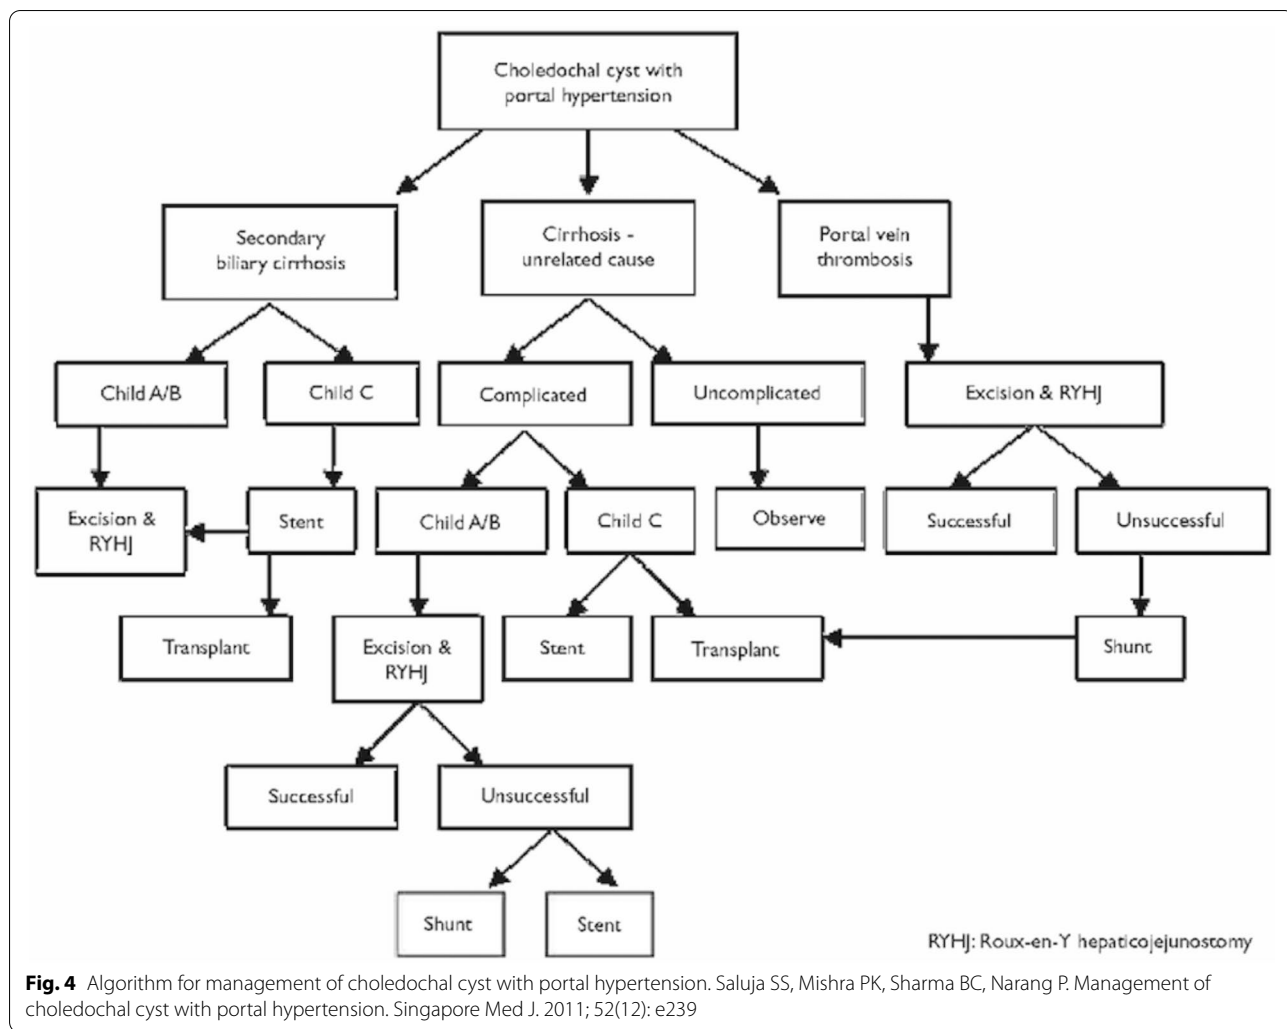 Choledochal cyst with
portal hypertension
Secondary
biliary cirrhosis
Cirrhosis -
unrelated cause
Portal vein
thrombosis
Child A/B
Child C
Complicated
Uncomplicated
Excision & RYHJ
Excision &
RYHJ
Stent
Child A/B
Child C
Observe
Successful
Unsuccessful
Transplant
Excision &
RYHJ
Stent
Transplant
Shunt
Successful
Unsuccessful
Shunt
Stent
RYHJ: Roux-en-Y hepaticojejunostomy
Fig. 4 Algorithm for management of choledochal cyst with portal hypertension. Saluja SS, Mishra PK, Sharma BC, Narang P. Management of
choledochal cyst with portal hypertension. Singapore Med J. 2011; 52(12): e239